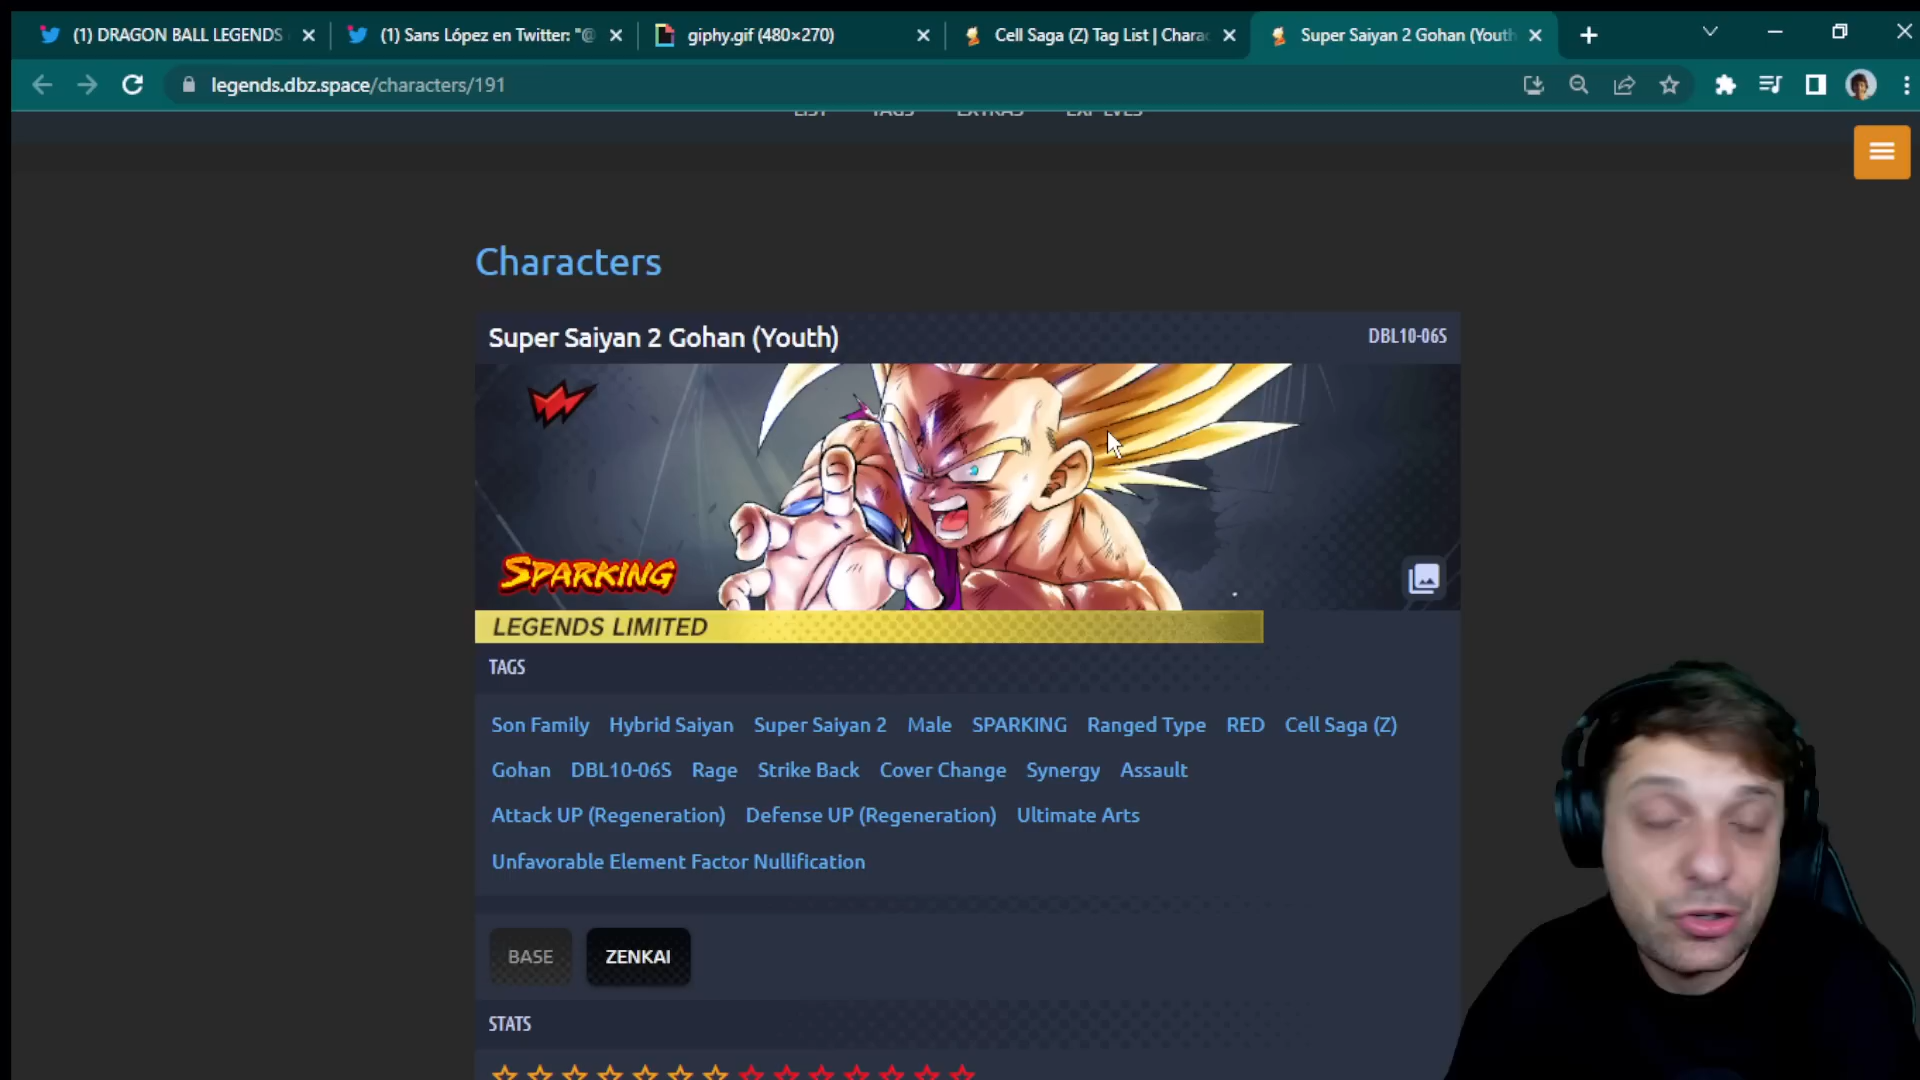 (1) DRAGON BALL LEGENDS
(1) Sans López en Twitter: "@
giphy.gif (480×270)
Cell Saga (Z) Tag List | Chara
Super Saiyan 2 Gohan (Youth
legends.dbz.space/characters/191
LIST TAGS EXTRAS
Characters
Super Saiyan 2 Gohan (Youth)
DBL10-06S
SPARKING
LEGENDS LIMITED
TAGS
Son Family Hybrid Saiyan Super Saiyan 2 Male SPARKING Ranged Type RED Cell Saga (Z)
Gohan DBL10-06S Rage Strike Back Cover Change Synergy Assault
Attack UP (Regeneration) Defense UP (Regeneration) Ultimate Arts
Unfavorable Element Factor Nullification
BASE ZENKAI
STATS